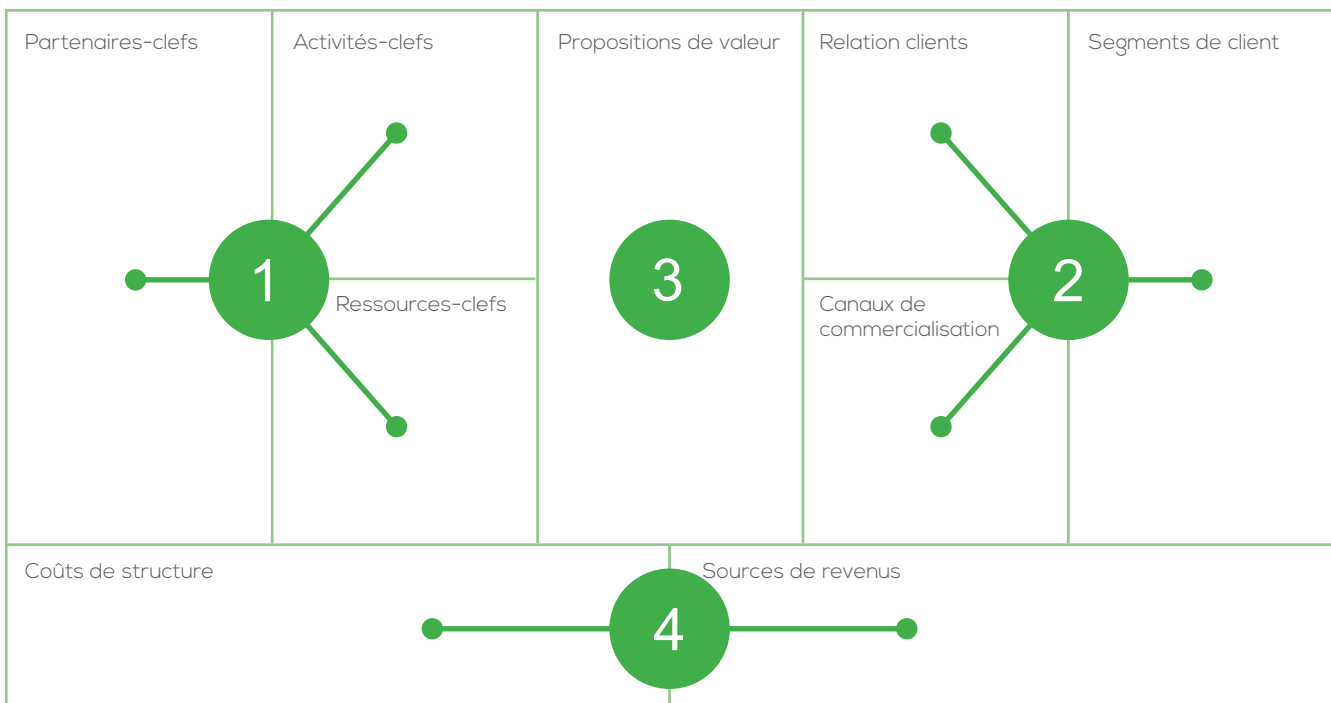 Partenaires-clefs
Activités-clefs
Propositions de valeur
Relation clients
Segments de client
1
3
2
Ressources-clefs
Canaux de
commercialisation
Coûts de structure
Sources de revenus
4